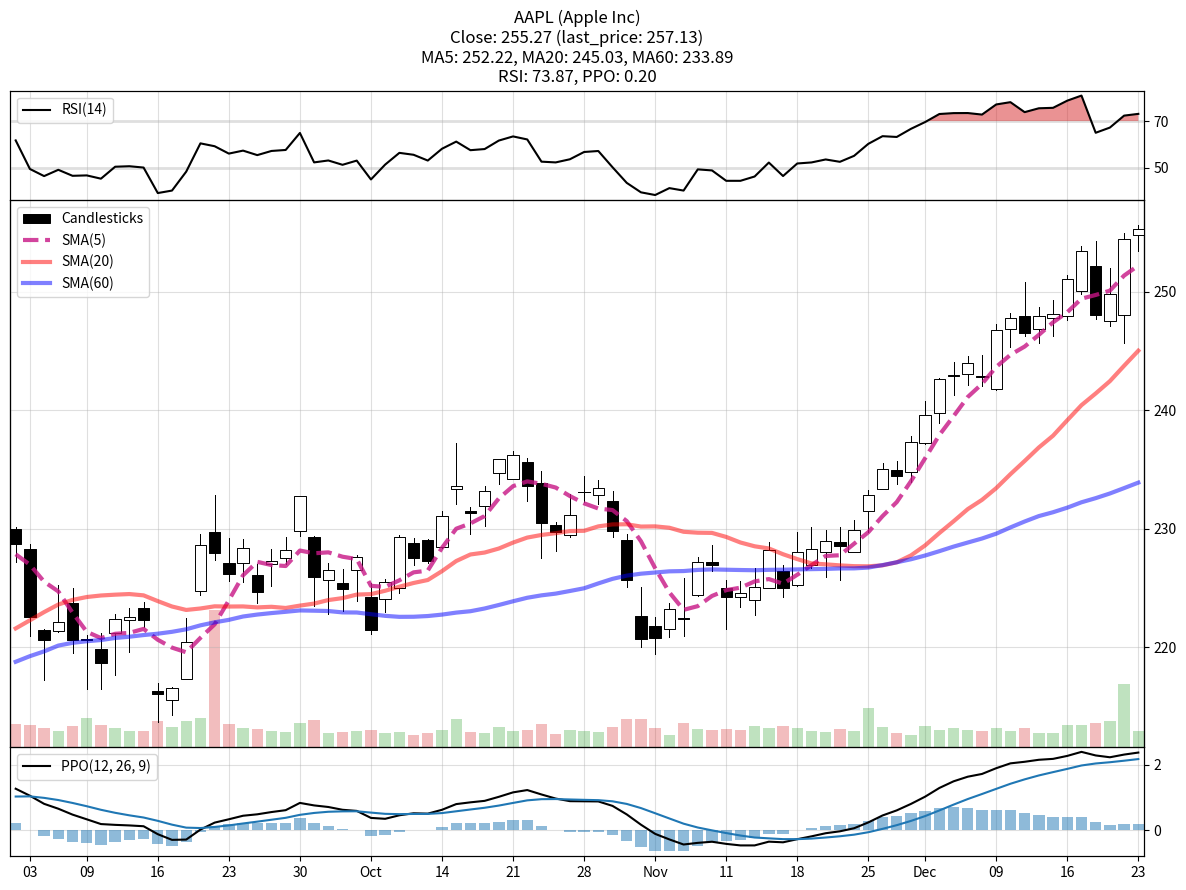 AAPL (Apple Inc)
Close: 255.27 (last_price: 257.13)
MA5: 252.22, MA20: 245.03, MA60: 233.89
RSI: 73.87, PPO: 0.20
RSI(14)
70
50
Candlesticks
SMA(5)
SMA(20)
SMA(60)
250
240
230
220
PPO(12, 26, 9)
2
0
03 09 16 23 30 Oct 14 21 28 Nov 11 18 25 Dec 09 16 23